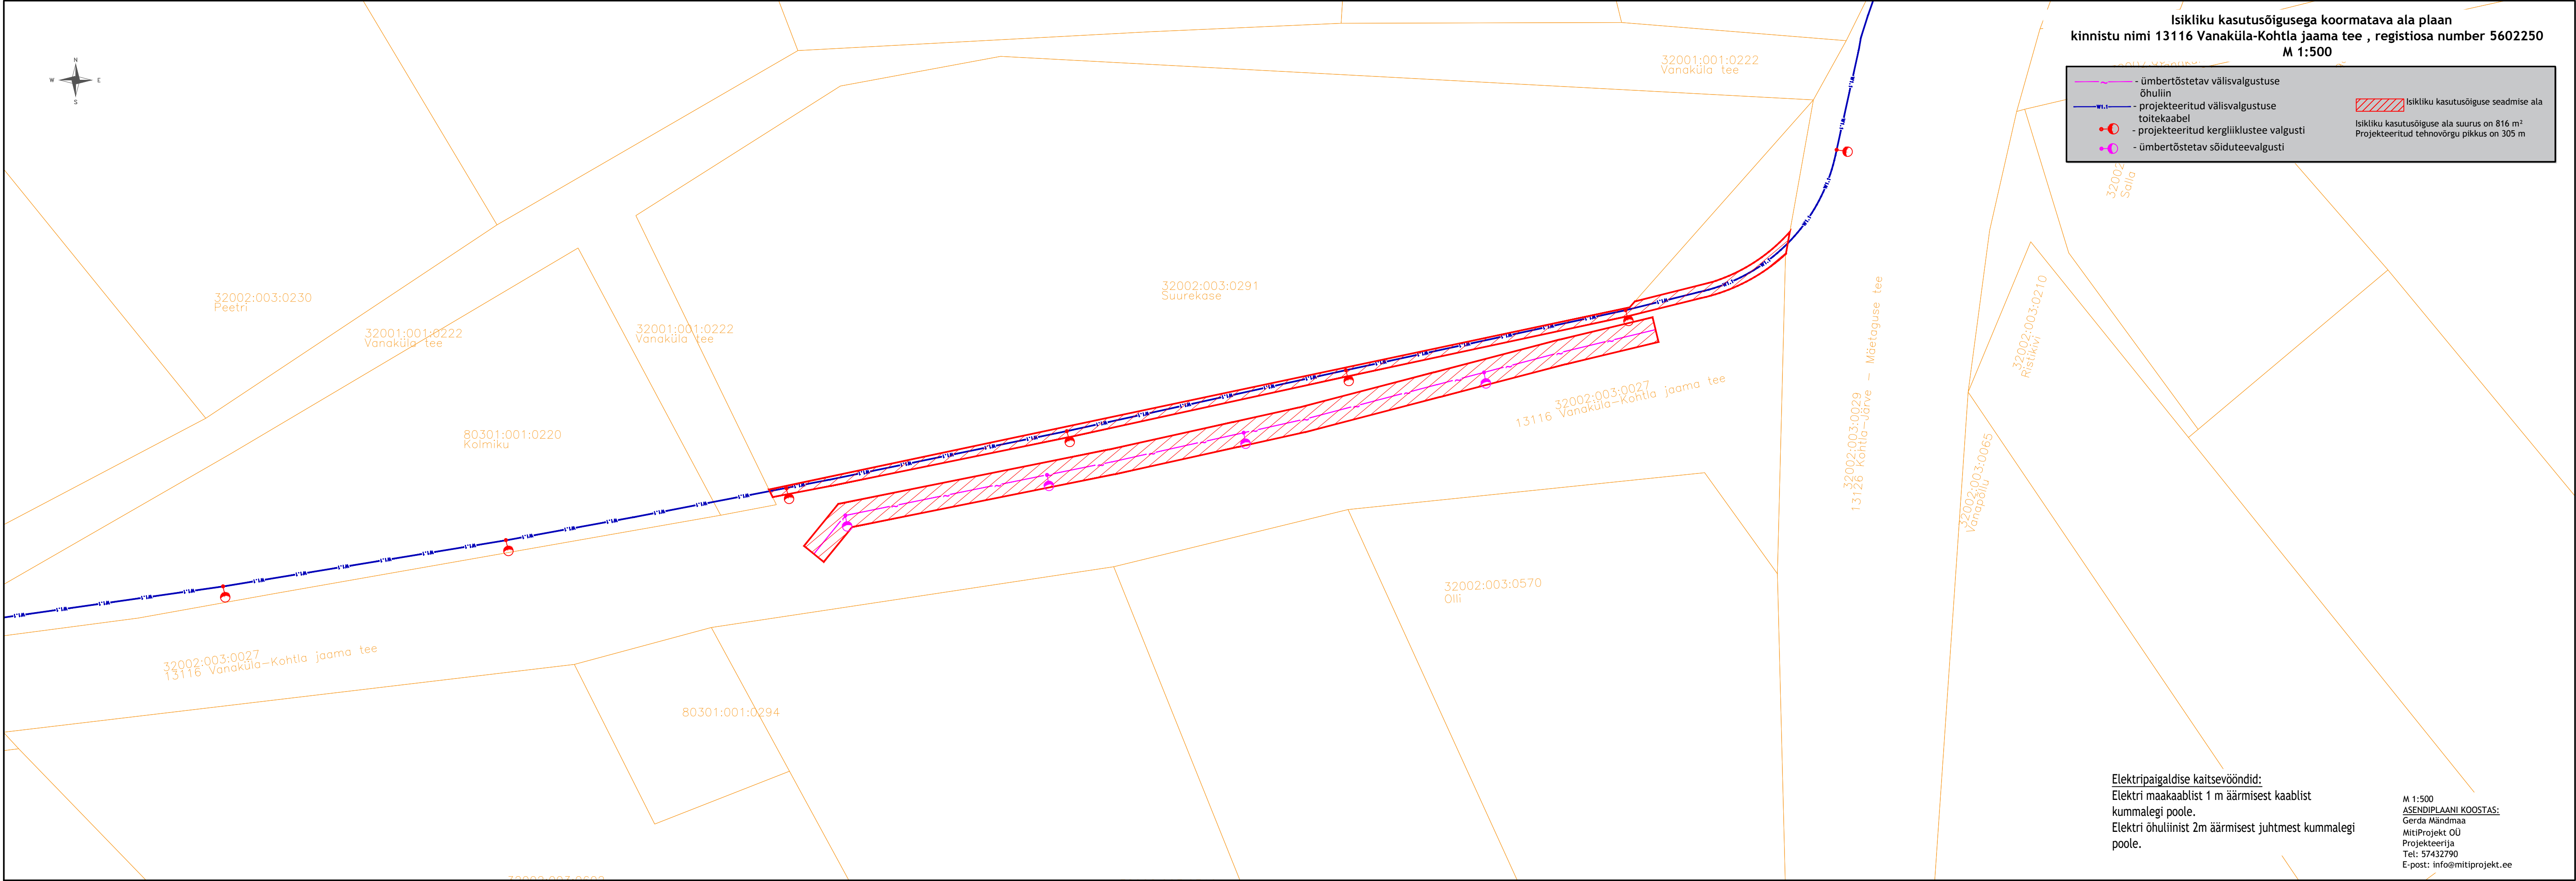 Isikliku kasutusõigusega koormatava ala plaan
kinnistu nimi 13116 Vanaküla-Kohtla jaama tee , registiosa number 5602250
M 1:500
- ümbertõstetav välisvalgustuse
õhuliin
- projekteeritud välisvalgustuse
toitekaabel
- projekteeritud kergliiklustee valgusti
- ümbertõstetav sõiduteevalgusti
Isikliku kasutusõiguse seadmise ala
Isikliku kasutusõiguse ala suurus on 816 m²
Projekteeritud tehnovõrgu pikkus on 305 m
N
W E
S
32001:001:0222
Vanaküla tee
32002
Salla
32002:003:0230
Peetri
32001:001:0222
Vanaküla tee
32001:001:0222
Vanaküla tee
32002:003:0291
Suurekase
32002:003:0210
Ristikivi
80301:001:0220
Kolmiku
32002:003:0027
13116 Vanaküla-Kohtla jaama tee
32002:003:0029
13126 Kohtla-Järve - Mäetaguse tee
32002:003:0065
Vanapõllu
32002:003:0570
Olli
32002:003:0027
13116 Vanaküla-Kohtla jaama tee
80301:001:0294
Elektripaigaldise kaitsevööndid:
Elektri maakaablist 1 m äärmisest kaablist
kummalegi poole.
Elektri õhuliinist 2m äärmisest juhtmest kummalegi
poole.
M 1:500
ASENDIPLAANI KOOSTAS:
Gerda Mändmaa
MitiProjekt OÜ
Projekteerija
Tel: 57432790
E-post: info@mitiprojekt.ee